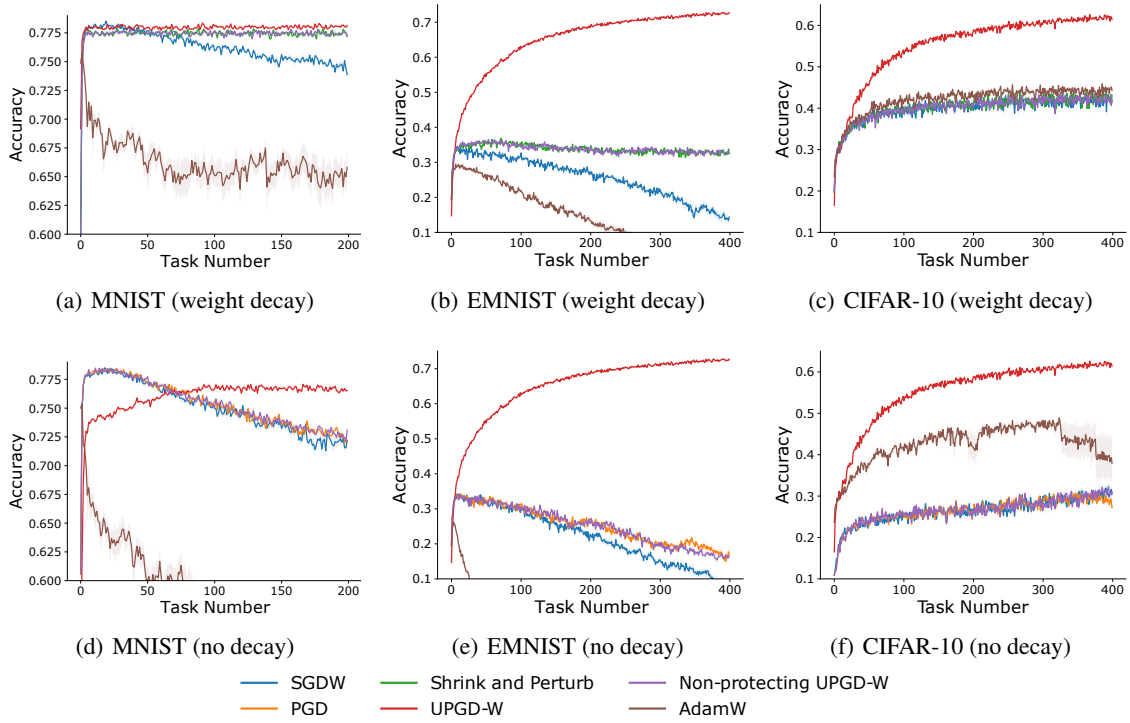 0.775
0.750
0.725
0.700
0.675
0.650
0.625
0.600
Accuracy
0 50 100 150 200
Task Number
(a) MNIST (weight decay)
0.7
0.6
0.5
0.4
0.3
0.2
0.1
Accuracy
0 100 200 300 400
Task Number
(b) EMNIST (weight decay)
0.6
0.5
0.4
0.3
0.2
0.1
Accuracy
0 100 200 300 400
Task Number
(c) CIFAR-10 (weight decay)
0.775
0.750
0.725
0.700
0.675
0.650
0.625
0.600
Accuracy
0 50 100 150 200
Task Number
(d) MNIST (no decay)
0.7
0.6
0.5
0.4
0.3
0.2
0.1
Accuracy
0 100 200 300 400
Task Number
(e) EMNIST (no decay)
0.6
0.5
0.4
0.3
0.2
0.1
Accuracy
0 100 200 300 400
Task Number
(f) CIFAR-10 (no decay)
SGDW Shrink and Perturb Non-protecting UPGD-W
PGD UPGD-W AdamW